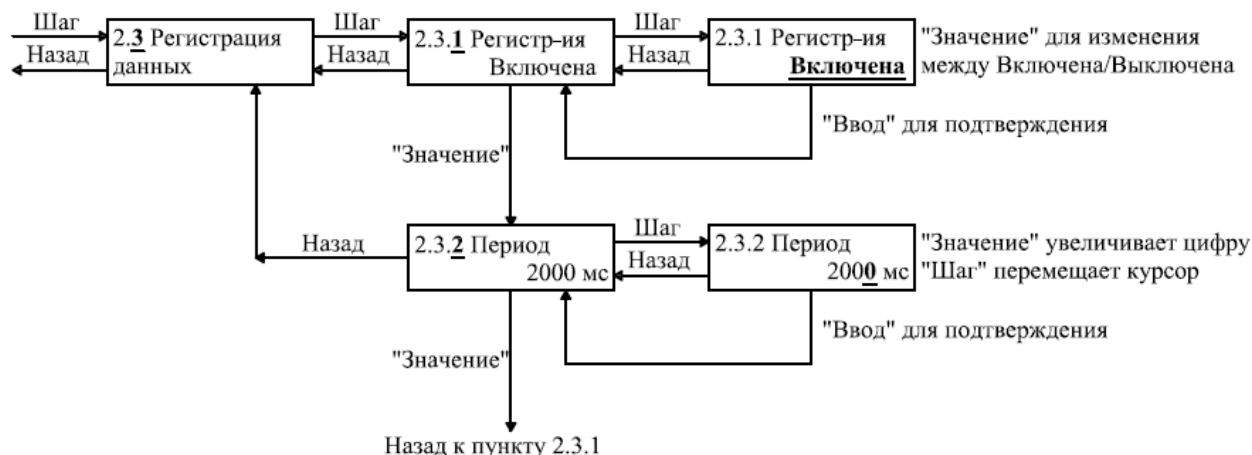 Шаг
Назад
2.3 Регистрация
данных
Шаг
Назад
2.3.1 Регистр-ия
Включена
Шаг
Назад
2.3.1 Регистр-ия
Включена
"Значение" для изменения
между Включена/Выключена
"Ввод" для подтверждения
"Значение"
Назад
2.3.2 Период
2000 мс
Шаг
Назад
2.3.2 Период
2000 мс
"Значение" увеличивает цифру
"Шаг" перемещает курсор
"Ввод" для подтверждения
"Значение"
Назад к пункту 2.3.1